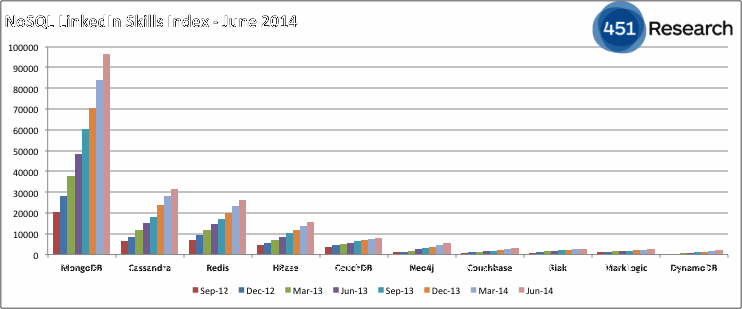 NoSQL LinkedIn Skills Index - June 2014
451 Research
100000
90000
80000
70000
60000
50000
40000
30000
20000
10000
0
MongoDB Cassandra Redis HBase CouchDB Neo4j Couchbase Riak MarkLogic DynamoDB
Sep-12 Dec-12 Mar-13 Jun-13 Sep-13 Dec-13 Mar-14 Jun-14